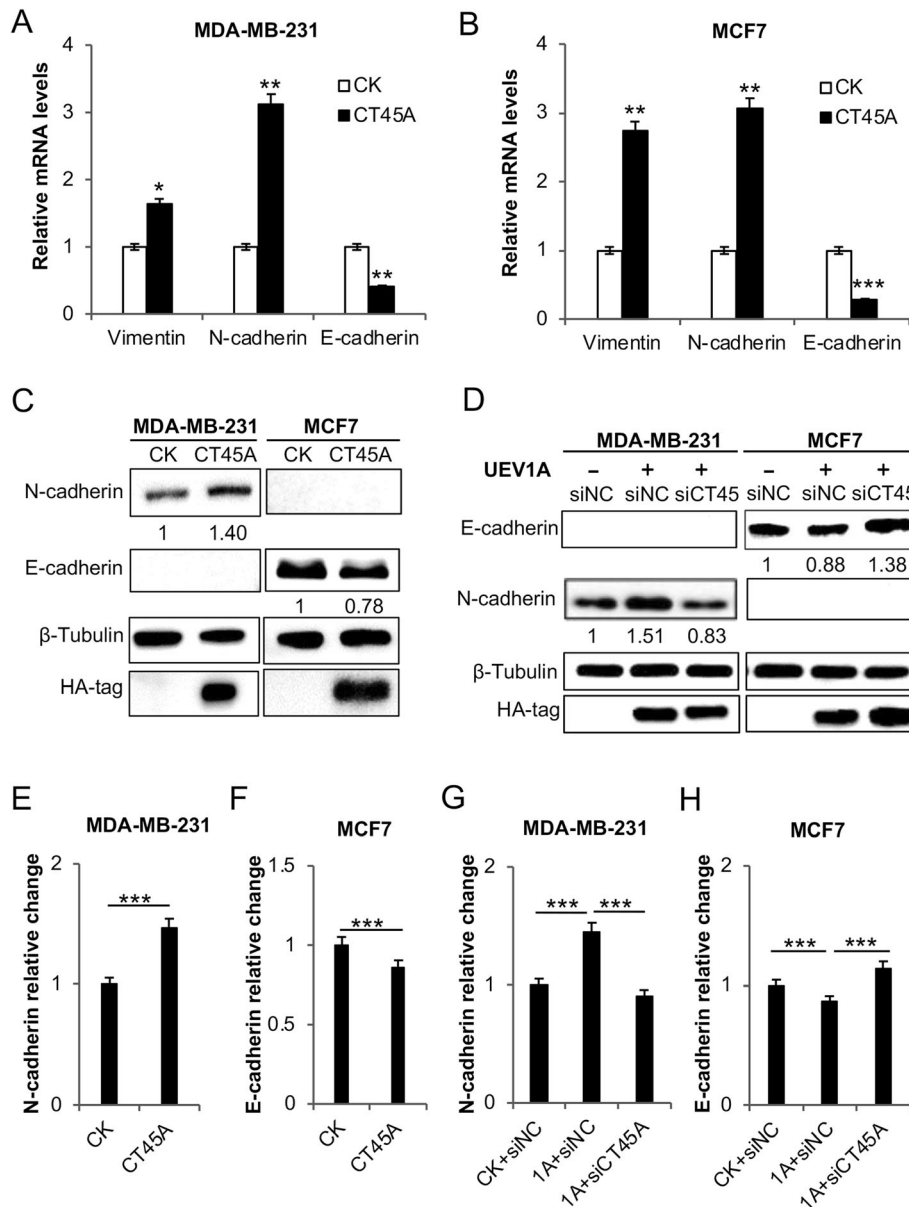 A
MDA-MB-231
Relative mRNA levels
4
3
2
1
0
CK
CT45A
*
**
**
Vimentin N-cadherin E-cadherin
B
MCF7
Relative mRNA levels
4
3
2
1
0
CK
CT45A
**
**
***
Vimentin N-cadherin E-cadherin
C
MDA-MB-231 MCF7
CK CT45A CK CT45A
N-cadherin
1 1.40
E-cadherin
1 0.78
β-Tubulin
HA-tag
D
MDA-MB-231 MCF7
UEV1A – + + – + +
siNC siNC siCT45 siNC siNC siCT45
E-cadherin
1 0.88 1.38
N-cadherin
1 1.51 0.83
β-Tubulin
HA-tag
E
MDA-MB-231
N-cadherin relative change
2
1
0
***
CK
CT45A
F
MCF7
E-cadherin relative change
1.5
1
0.5
0
***
CK
CT45A
G
MDA-MB-231
N-cadherin relative change
2
1
0
*** ***
CK+siNC
1A+siNC
1A+siCT45A
H
MCF7
E-cadherin relative change
2
1
0
*** ***
CK+siNC
1A+siNC
1A+siCT45A